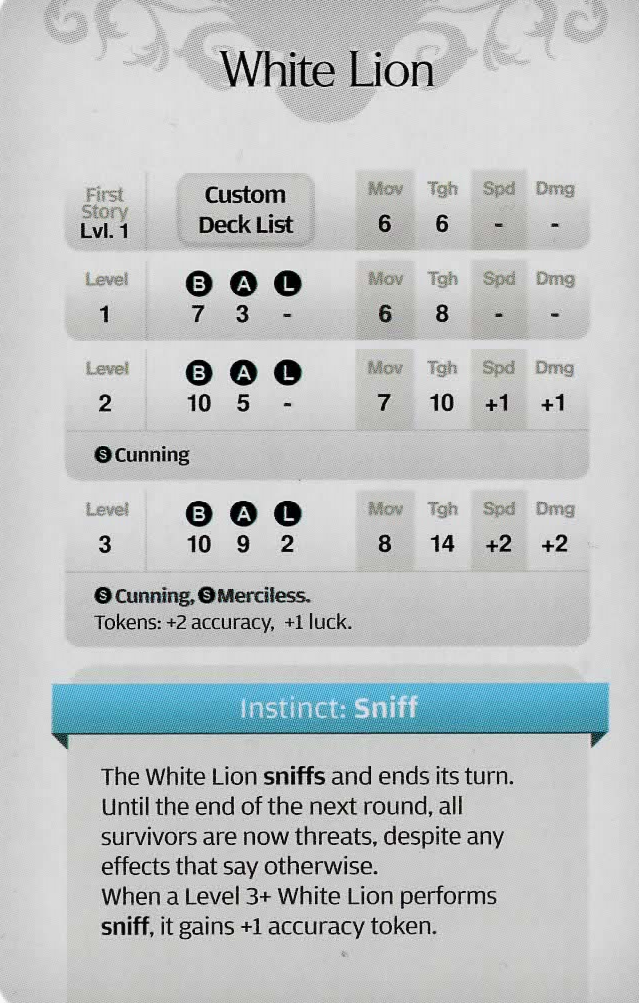 White Lion
First
Story
Lvl. 1
Custom
Deck List
Mov Tgh Spd Dmg
6 6 - -
Level B A L Mov Tgh Spd Dmg
1 7 3 - 6 8 - -
Level B A L Mov Tgh Spd Dmg
2 10 5 - 7 10 +1 +1
S Cunning
Level B A L Mov Tgh Spd Dmg
3 10 9 2 8 14 +2 +2
S Cunning, S Merciless.
Tokens: +2 accuracy, +1 luck.
Instinct: Sniff
The White Lion sniffs and ends its turn.
Until the end of the next round, all
survivors are now threats, despite any
effects that say otherwise.
When a Level 3+ White Lion performs
sniff, it gains +1 accuracy token.